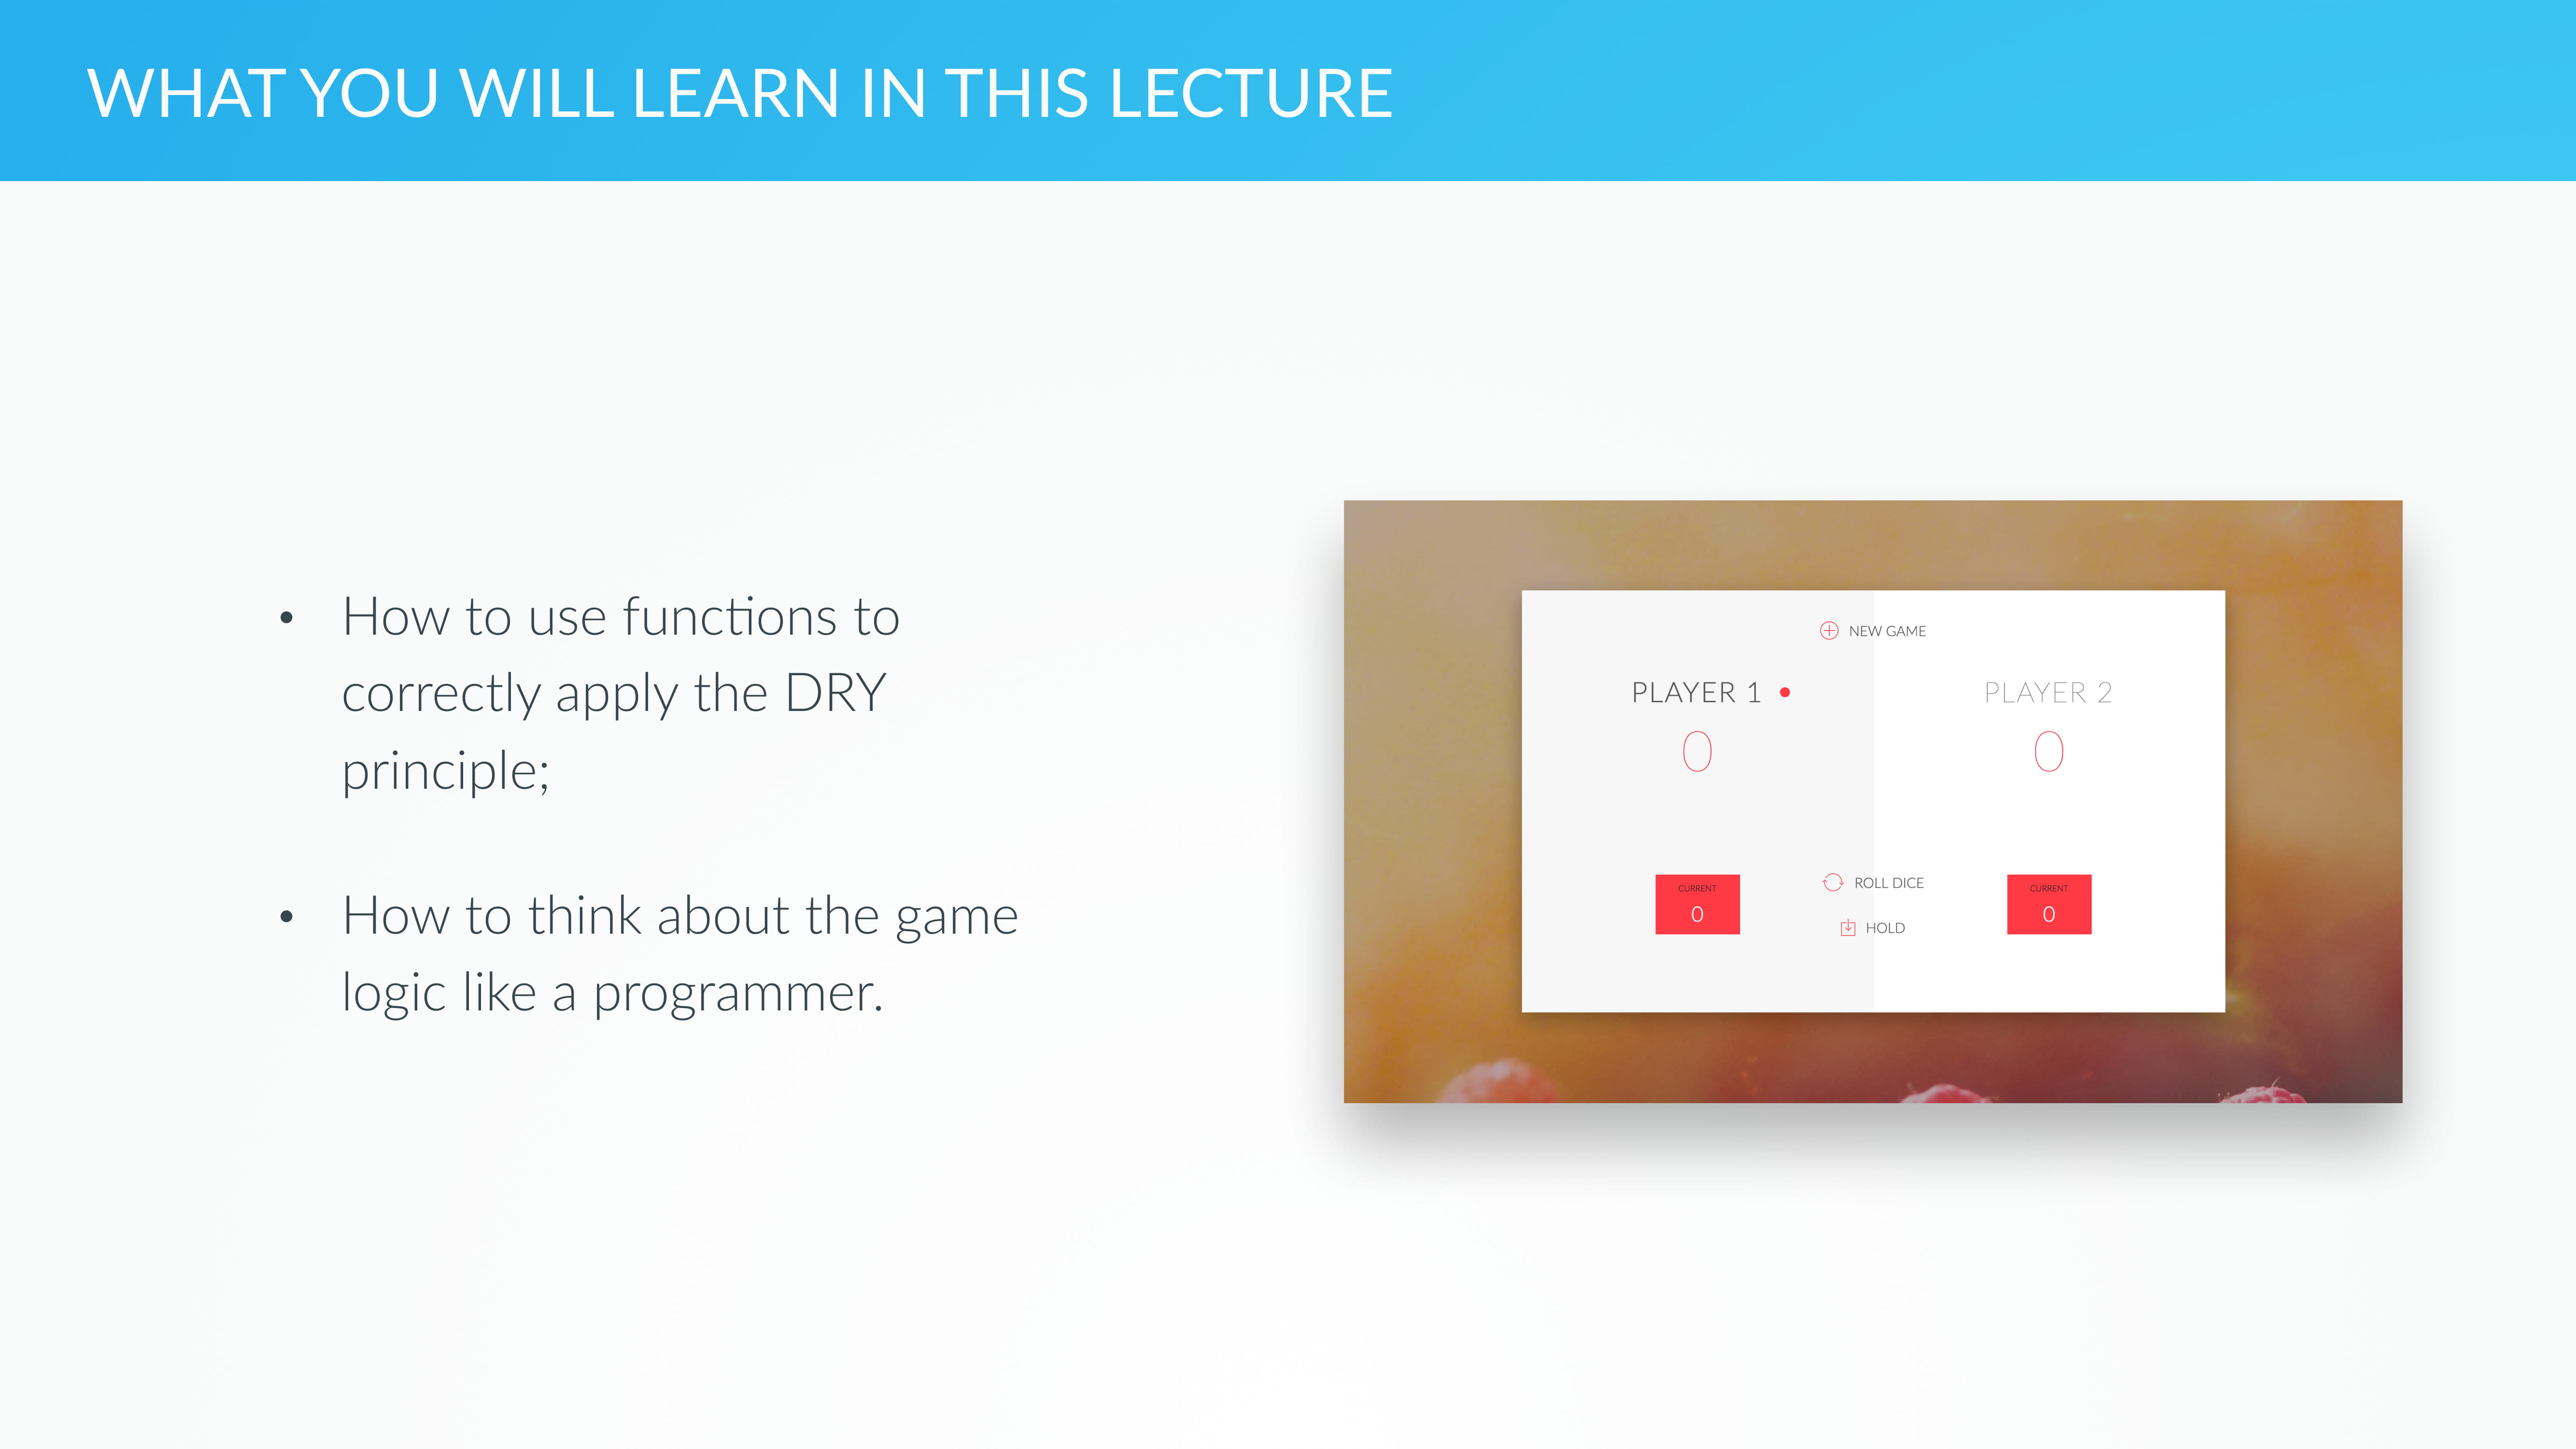 WHAT YOU WILL LEARN IN THIS LECTURE
• How to use functions to
correctly apply the DRY
principle;
• How to think about the game
logic like a programmer.
NEW GAME
PLAYER 1
PLAYER 2
0
0
CURRENT
0
ROLL DICE
HOLD
CURRENT
0